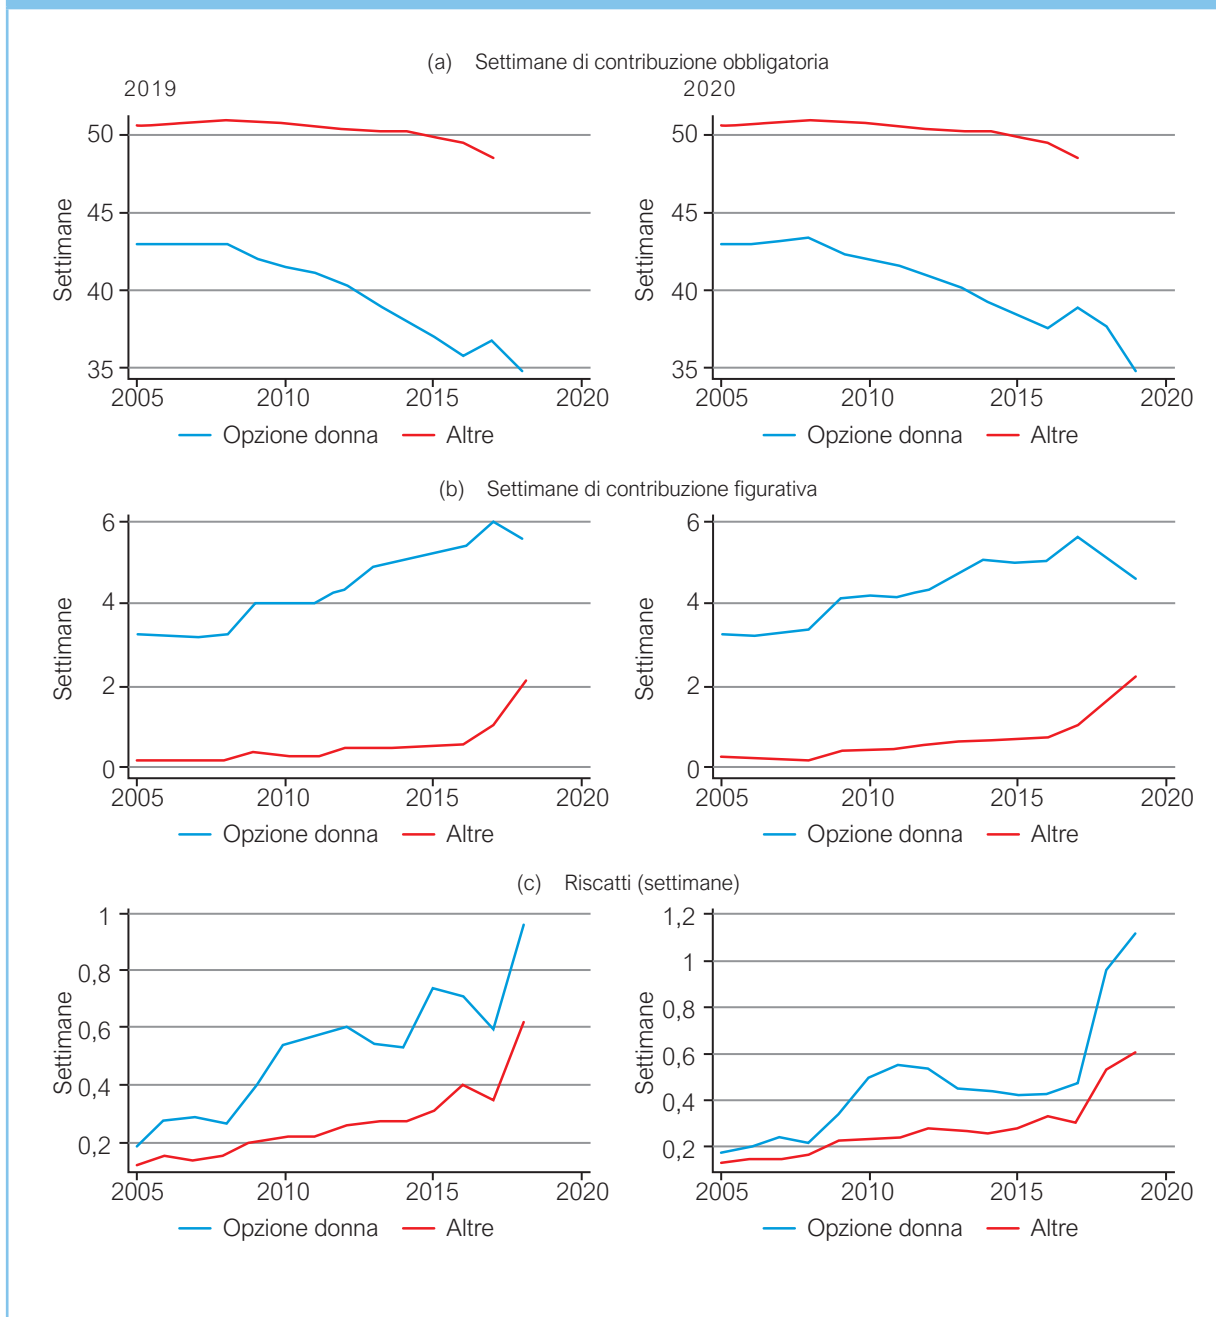 (a) Settimane di contribuzione obbligatoria
2019
50
45
40
35
Settimane
2005 2010 2015 2020
Opzione donna Altre
2020
50
45
40
35
Settimane
2005 2010 2015 2020
Opzione donna Altre
(b) Settimane di contribuzione figurativa
6
4
2
0
Settimane
2005 2010 2015 2020
Opzione donna Altre
6
4
2
0
Settimane
2005 2010 2015 2020
Opzione donna Altre
(c) Riscatti (settimane)
1
0,8
0,6
0,4
0,2
Settimane
2005 2010 2015 2020
Opzione donna Altre
1,2
1
0,8
0,6
0,4
0,2
Settimane
2005 2010 2015 2020
Opzione donna Altre